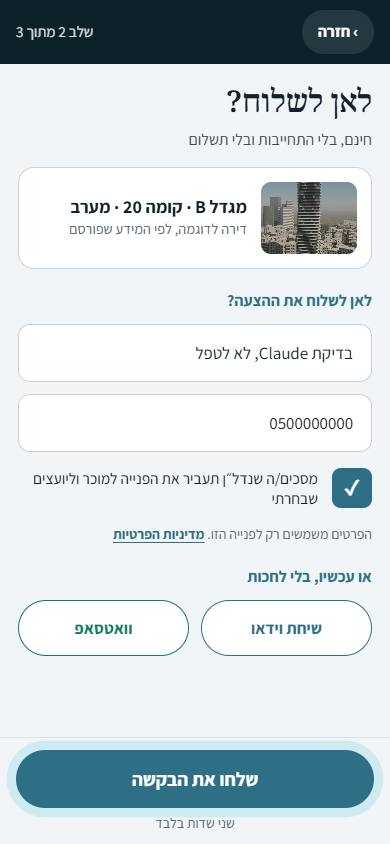 ‹ חזרה
שלב 2 מתוך 3
לאן לשלוח?
חינם, בלי התחייבות ובלי תשלום
מגדל B · קומה 20 · מערב
דירה לדוגמה, לפי המידע שפורסם
לאן לשלוח את ההצעה?
בדיקת Claude, לא לטפל
0500000000
מסכים/ה שנדל״ן תעביר את הפנייה למוכר וליועצים
שבחרתי
הפרטים משמשים רק לפנייה הזו. מדיניות הפרטיות
או עכשיו, בלי לחכות
שיחת וידאו
וואטסאפ
שלחו את הבקשה
שני שדות בלבד